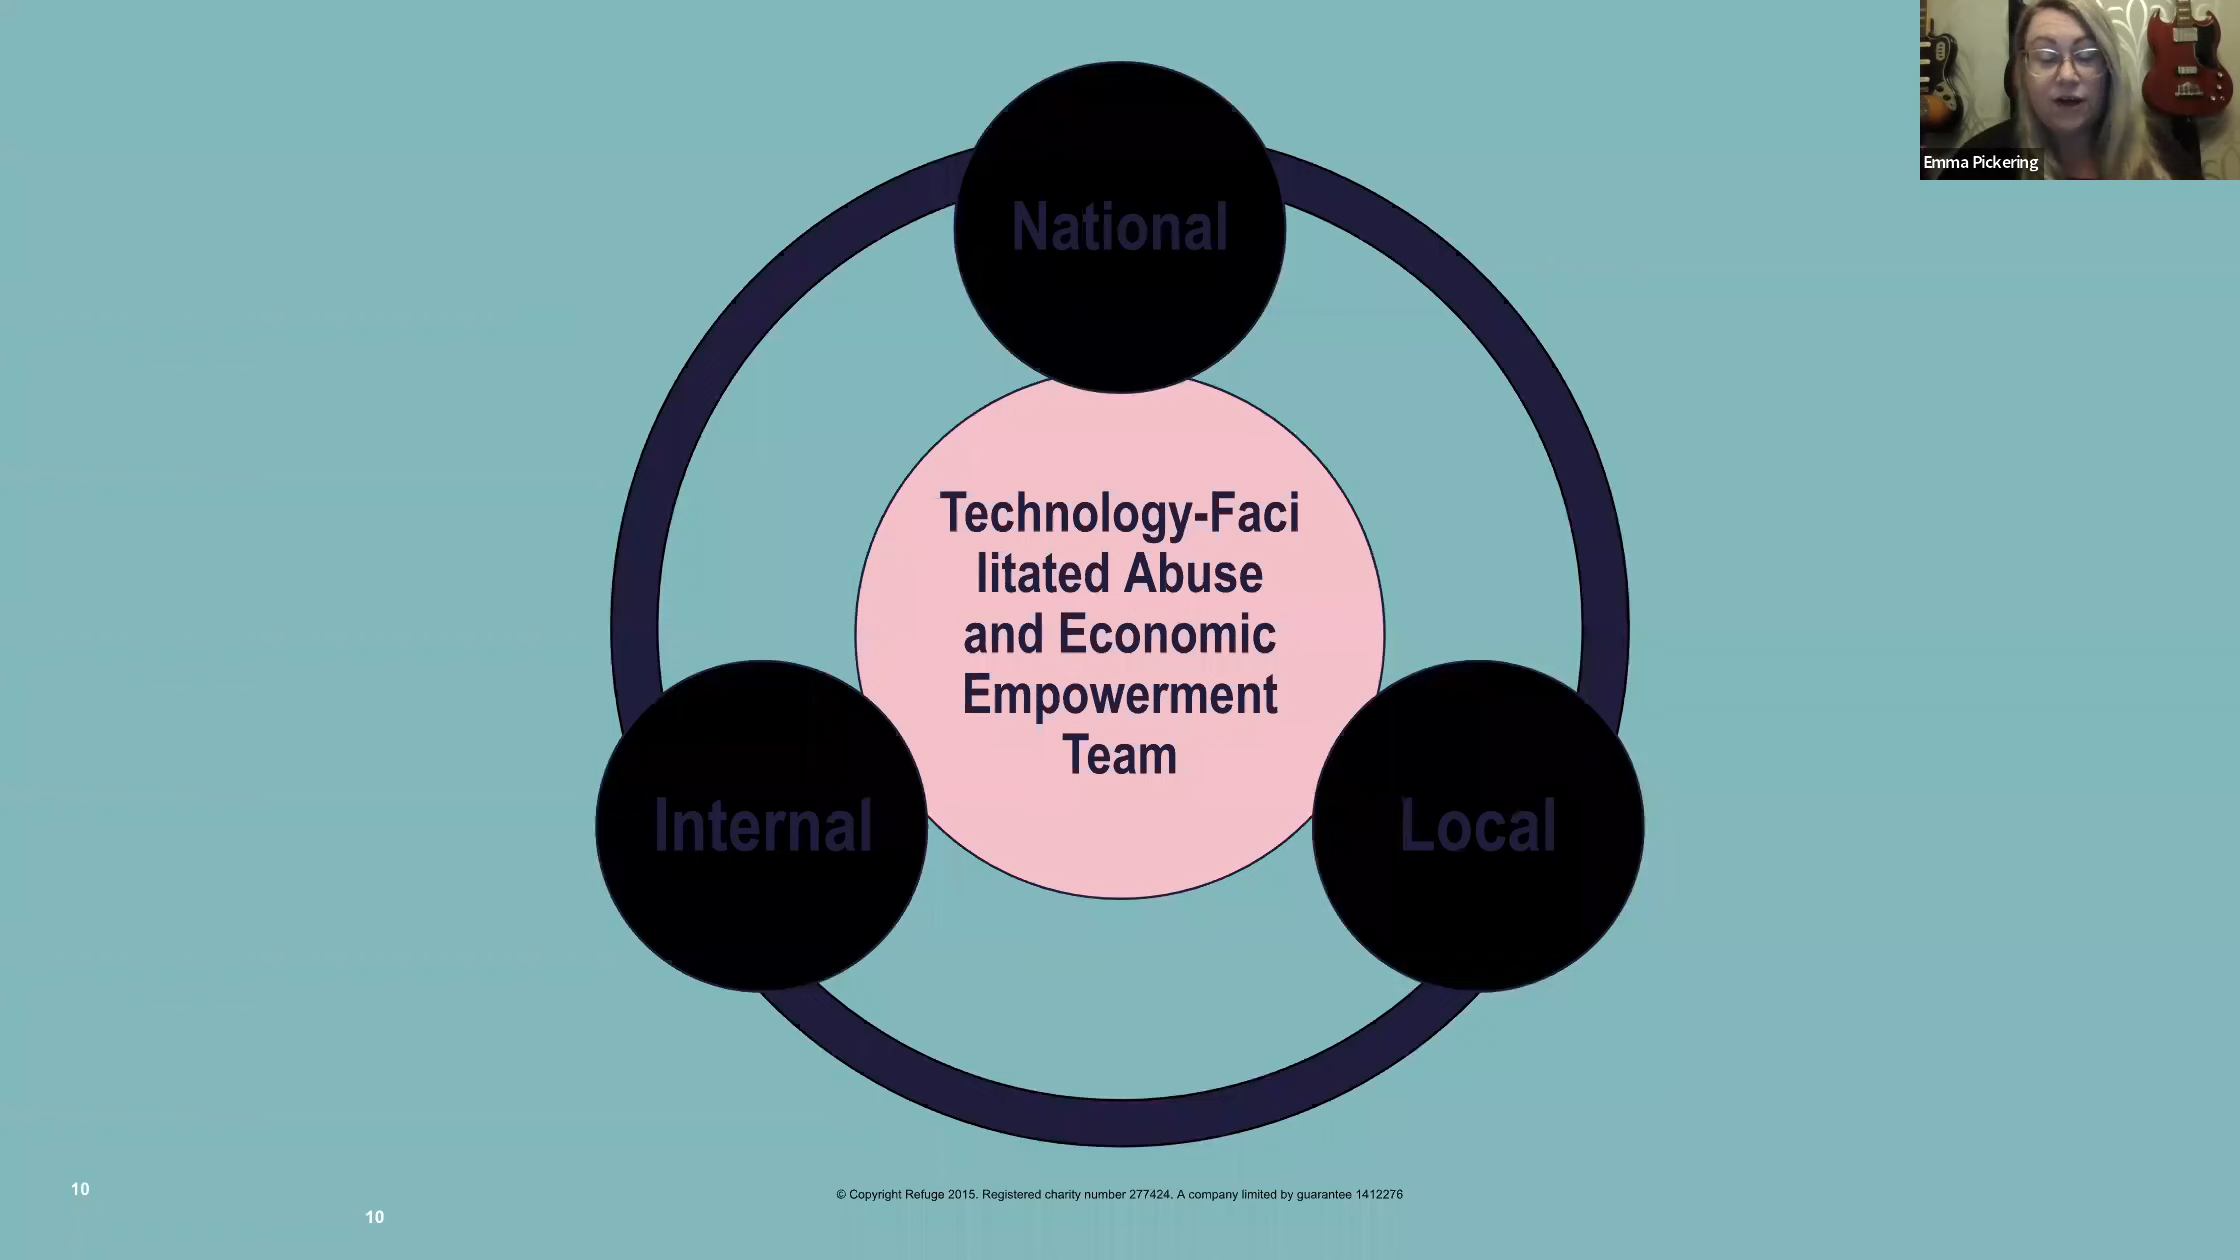 Emma Pickering
National
Technology-Faci
litated Abuse
and Economic
Empowerment
Team
Internal
Local
10
© Copyright Refuge 2015. Registered charity number 277424. A company limited by guarantee 1412276
10